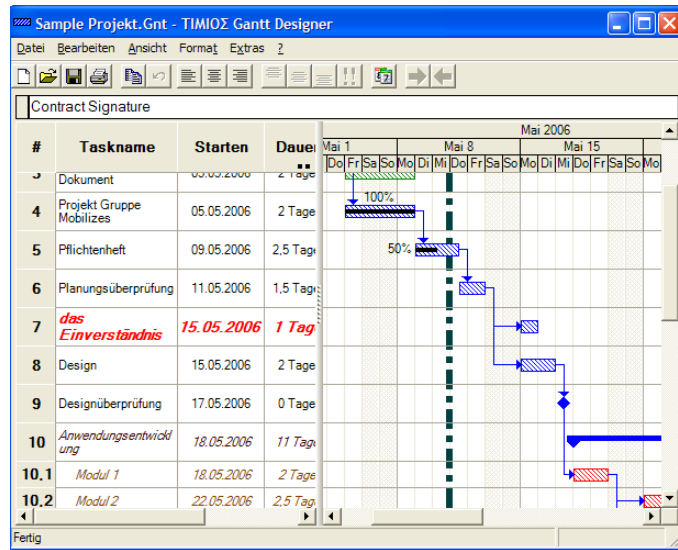 Sample Projekt.Gnt - TIMIOΣ Gantt Designer
Datei Bearbeiten Ansicht Format Extras ?
Contract Signature
# Taskname Starten Dauer
Mai 2006
Mai 1 Mai 8 Mai 15
Do Fr Sa So Mo Di Mi Do Fr Sa So Mo Di Mi Do Fr Sa So Mo
Dokument
4 Projekt Gruppe Mobilizes 05.05.2006 2 Tage 100%
5 Pflichtenheft 09.05.2006 2,5 Tage 50%
6 Planungsüberprüfung 11.05.2006 1,5 Tage
7 das Einverständnis 15.05.2006 1 Tag
8 Design 15.05.2006 2 Tage
9 Designüberprüfung 17.05.2006 0 Tage
10 Anwendungsentwickl
ung 18.05.2006 11 Tage
10.1 Modul 1 18.05.2006 2 Tage
10.2 Modul 2 22.05.2006 2,5 Tag
Fertig